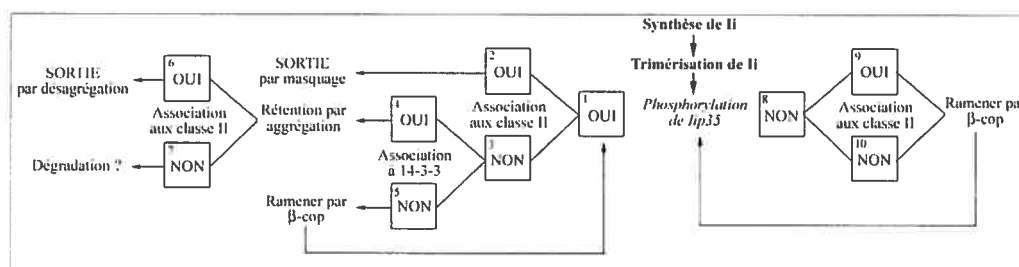 Synthèse de Ii
Trimérisation de Ii
Phosphorylation
de Iip35
1
OUI
2
OUI
Association
aux classe II
3
NON
SORTIE
par masquage
4
OUI
Rétention par
aggrégation
Association
à 14-3-3
5
NON
Ramener par
β-cop
6
OUI
SORTIE
par désagrégation
Association
aux classe II
7
NON
Dégradation ?
8
NON
9
OUI
Association
aux classe II
10
NON
Ramener par
β-cop